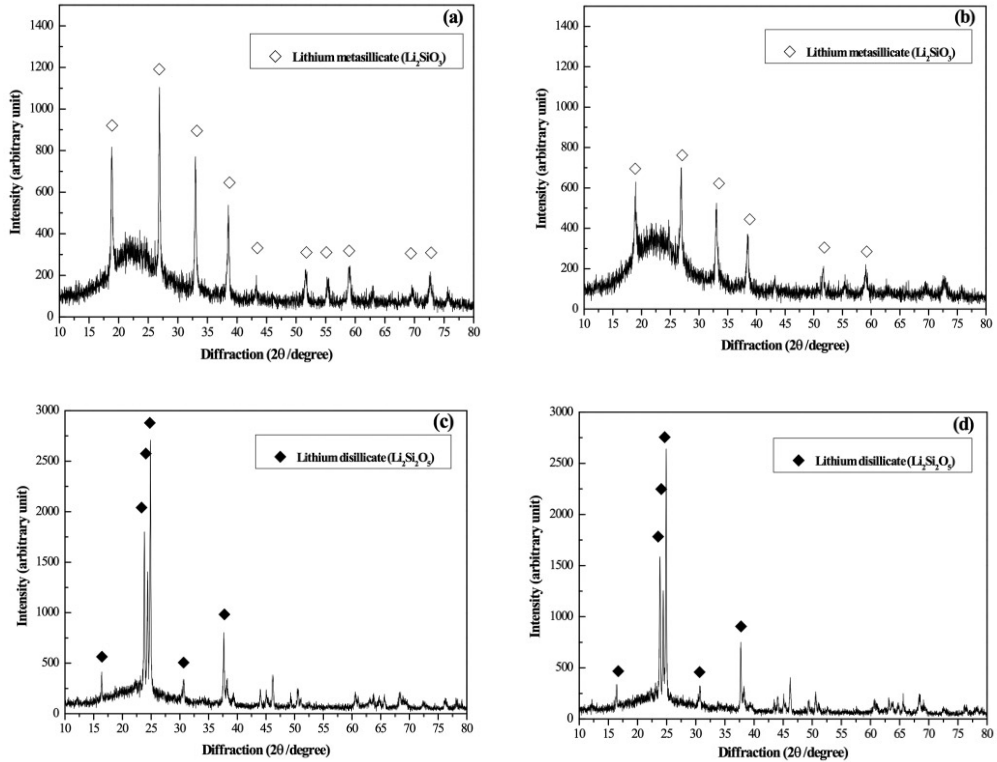 (a)
◇ Lithium metasillicate (Li₂SiO₃)
Intensity (arbitrary unit)
1400
1200
1000
800
600
400
200
0
10 15 20 25 30 35 40 45 50 55 60 65 70 75 80
Diffraction (2θ /degree)
(b)
◇ Lithium metasillicate (Li₂SiO₃)
Intensity (arbitrary unit)
1400
1200
1000
800
600
400
200
0
10 15 20 25 30 35 40 45 50 55 60 65 70 75 80
Diffraction (2θ /degree)
(c)
◆ Lithium disillicate (Li₂Si₂O₅)
Intensity (arbitrary unit)
3000
2500
2000
1500
1000
500
0
10 15 20 25 30 35 40 45 50 55 60 65 70 75 80
Diffraction (2θ /degree)
(d)
◆ Lithium disillicate (Li₂Si₂O₅)
Intensity (arbitrary unit)
3000
2500
2000
1500
1000
500
0
10 15 20 25 30 35 40 45 50 55 60 65 70 75 80
Diffraction (2θ /degree)